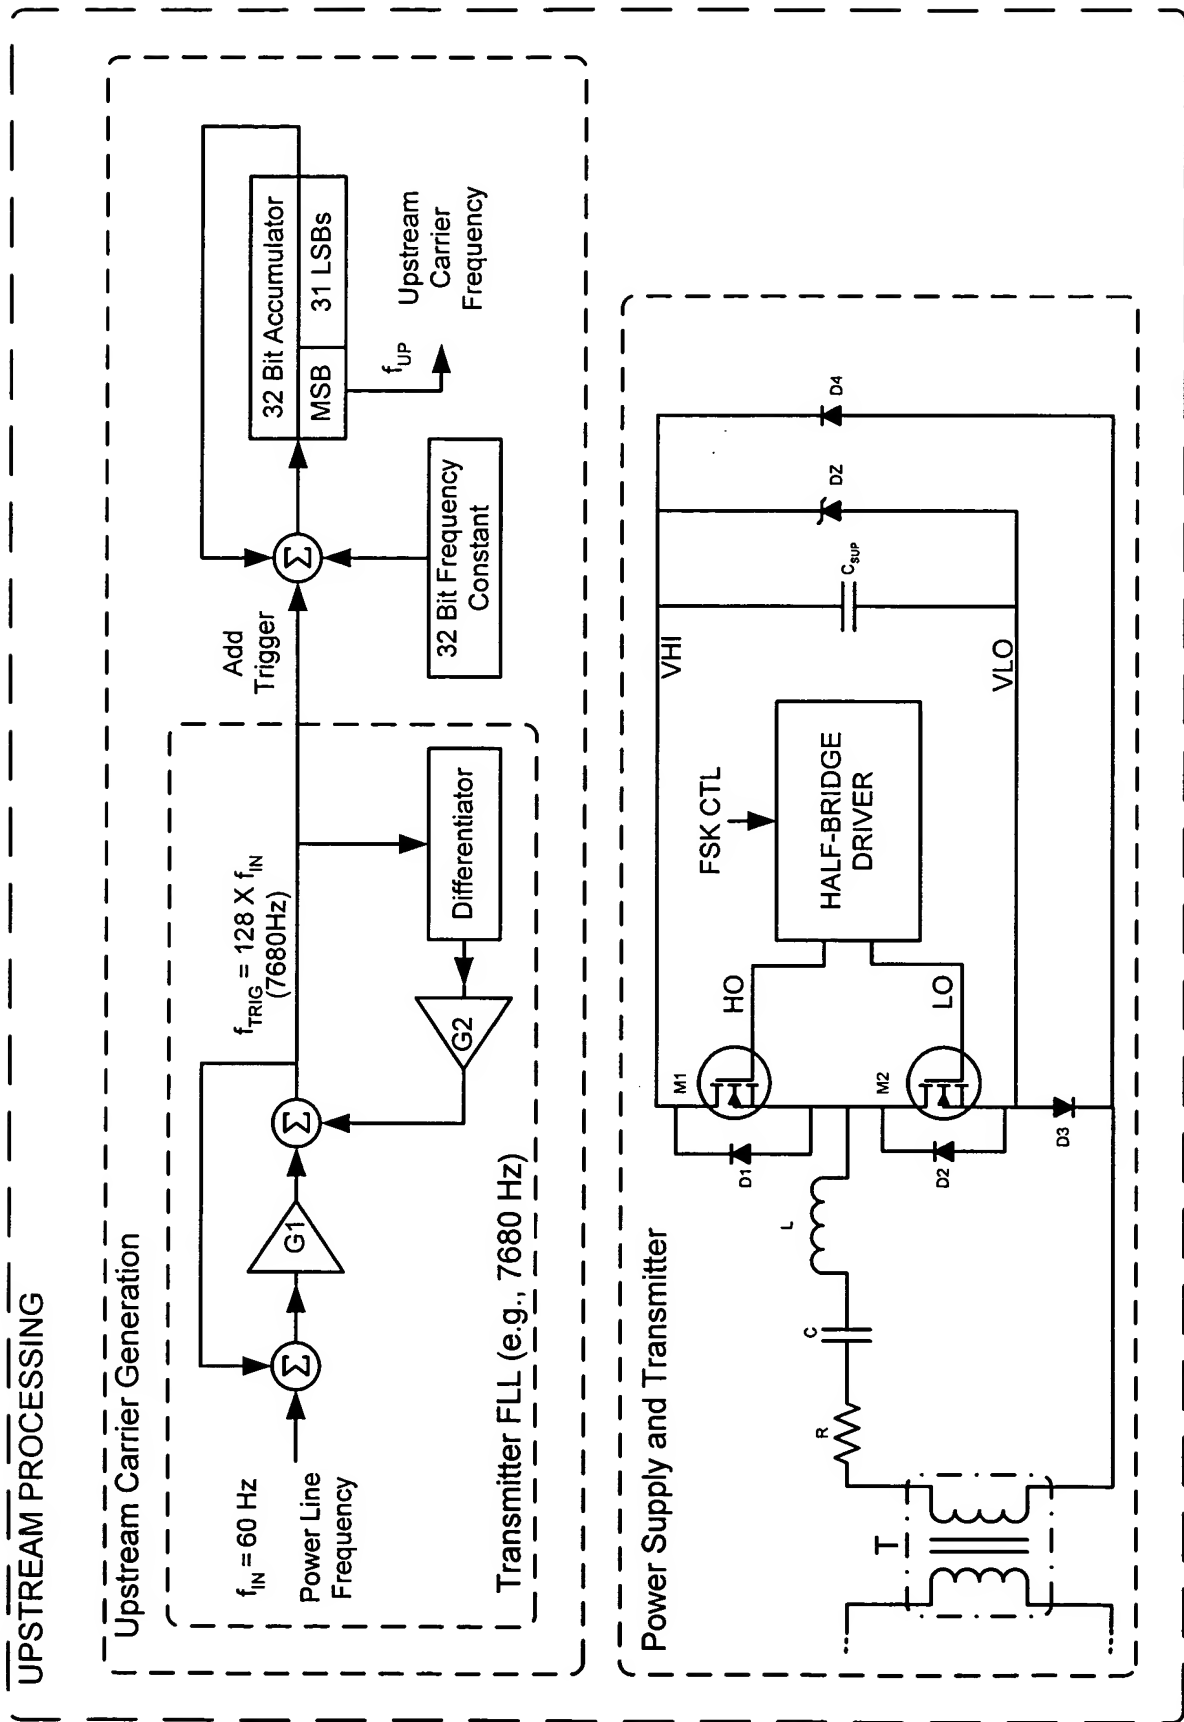 UPSTREAM PROCESSING
Upstream Carrier Generation
f_IN = 60 Hz
Power Line
Frequency
Σ
G1
Σ
f_TRIG = 128 X f_IN
(7680Hz)
G2
Differentiator
Transmitter FLL (e.g., 7680 Hz)
Add
Trigger
Σ
32 Bit Frequency
Constant
32 Bit Accumulator
MSB
31 LSBs
f_UP
Upstream
Carrier
Frequency
Power Supply and Transmitter
T
R
C
L
D1
M1
D2
M2
D3
HO
LO
FSK CTL
HALF-BRIDGE
DRIVER
VHI
VLO
C_SUP
DZ
D4